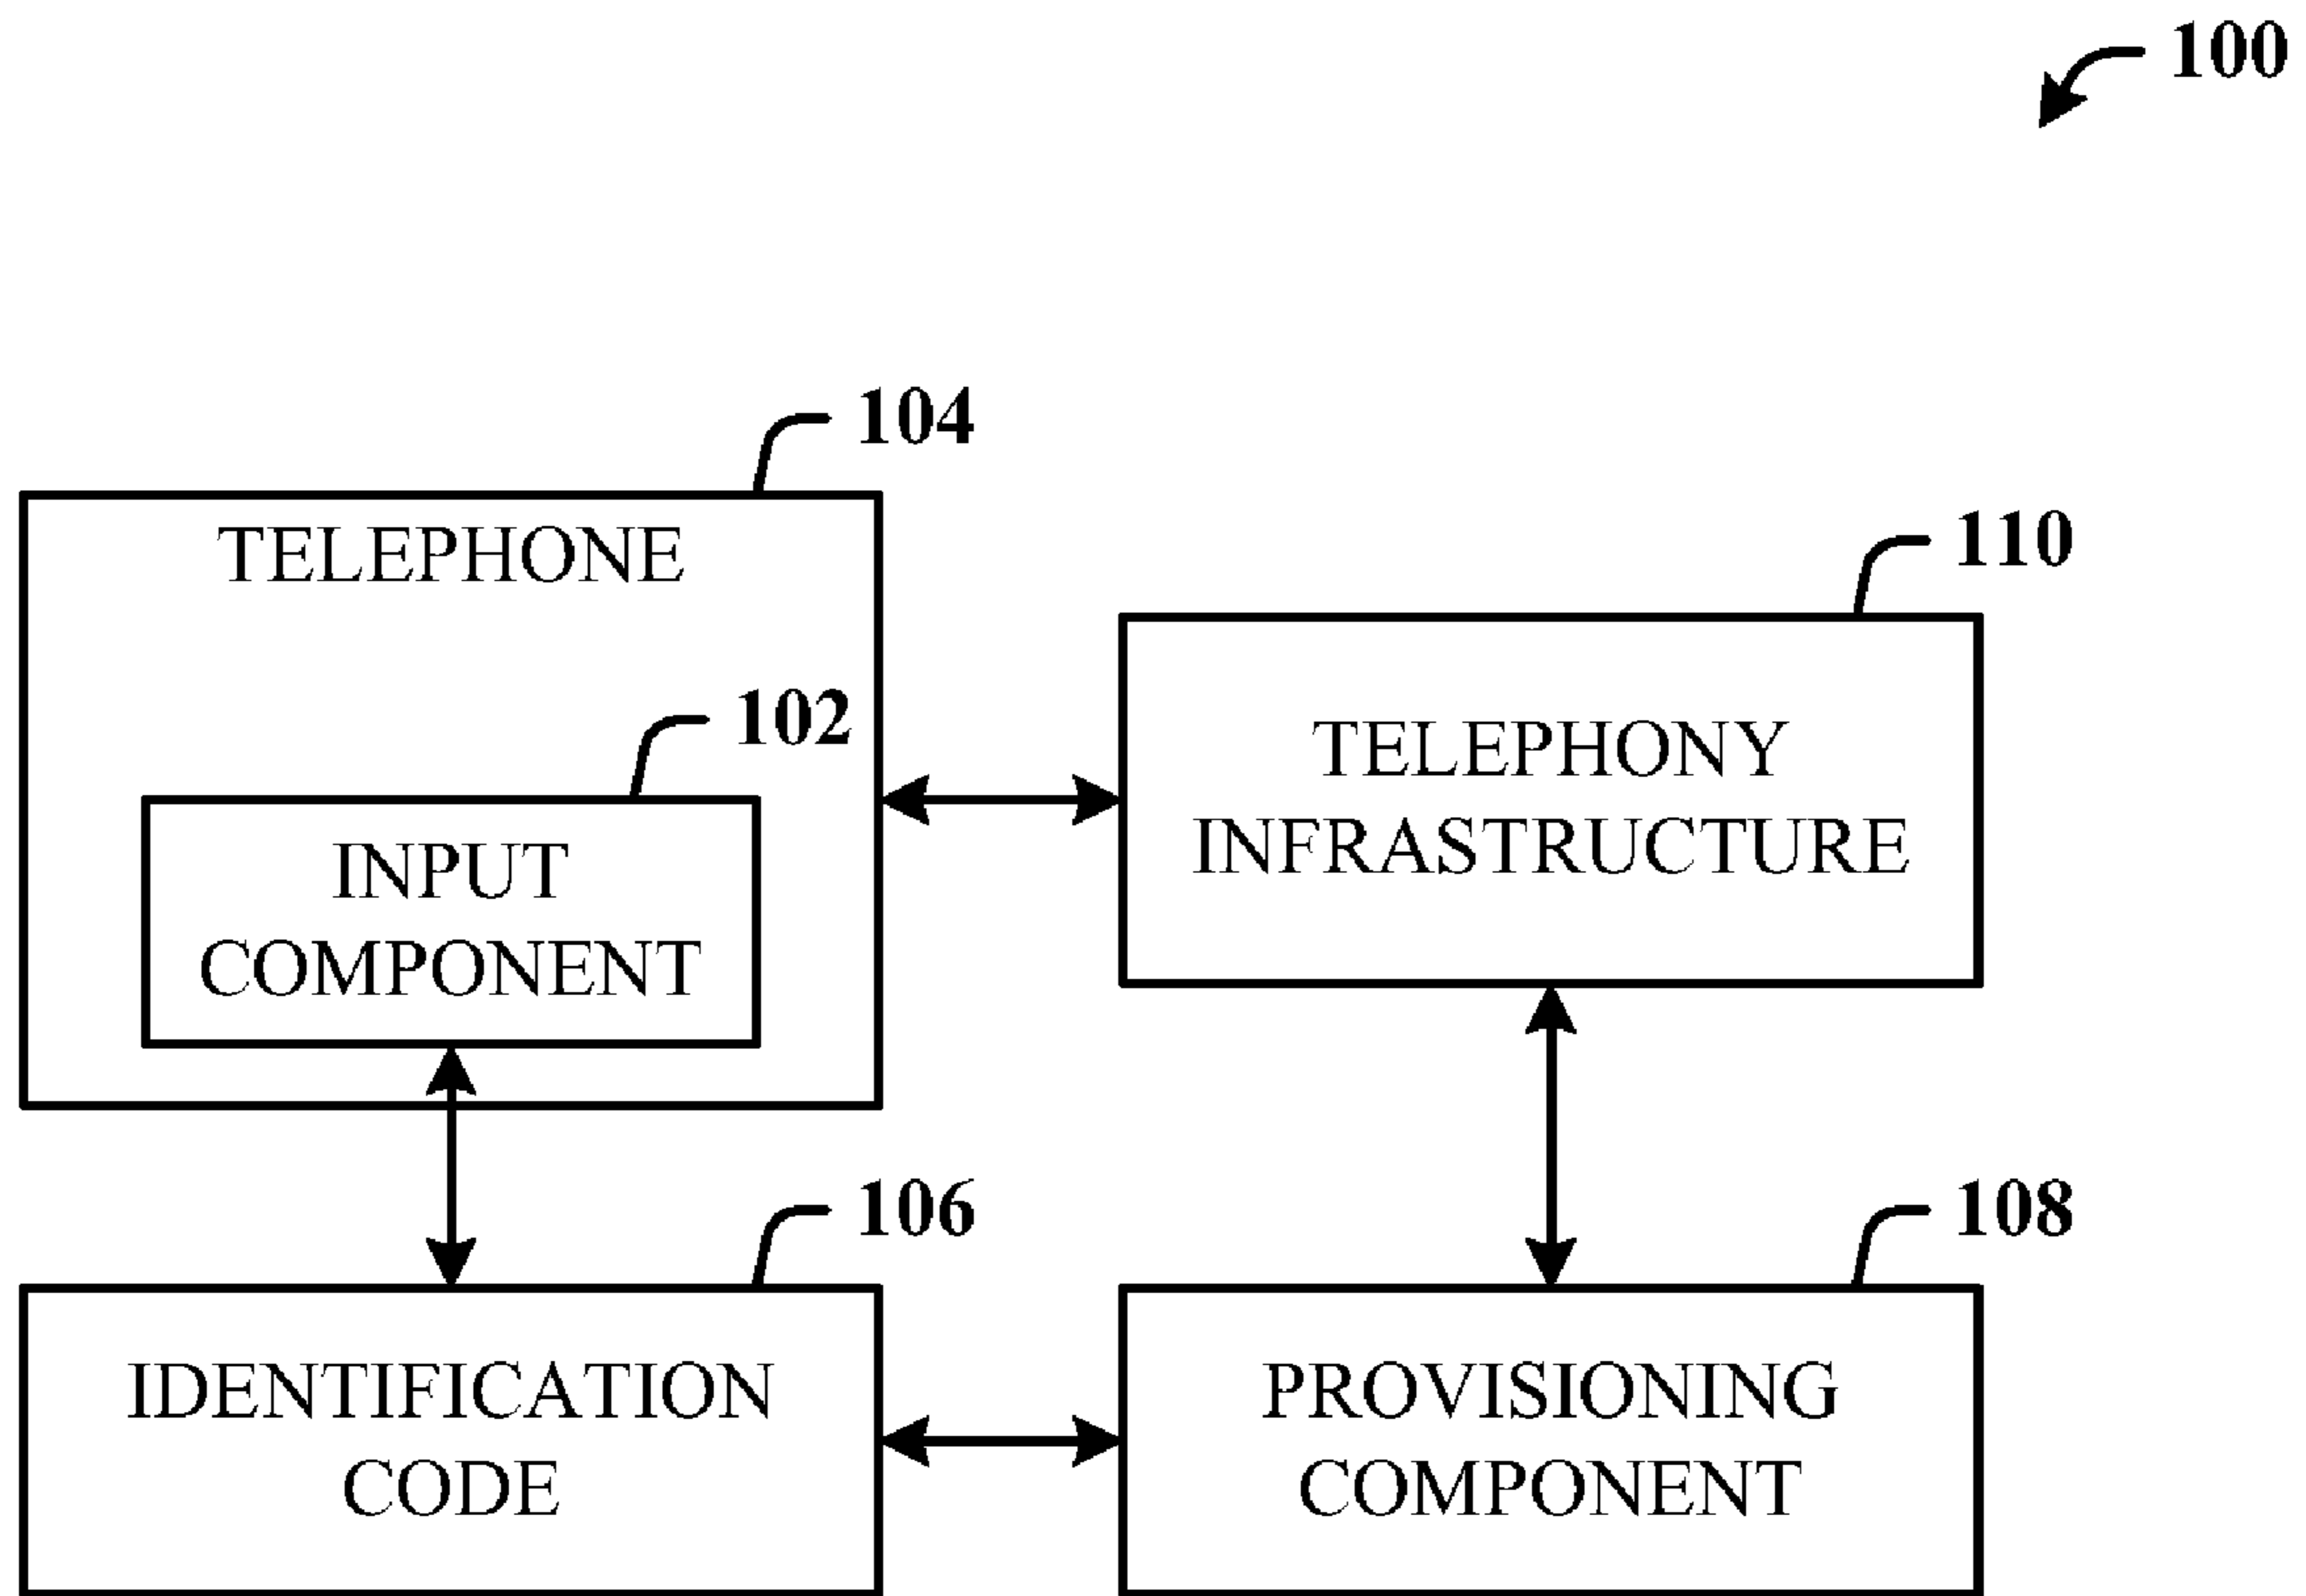 100
104
TELEPHONE
110
102
TELEPHONY
INFRASTRUCTURE
INPUT
COMPONENT
106
108
IDENTIFICATION
CODE
PROVISIONING
COMPONENT